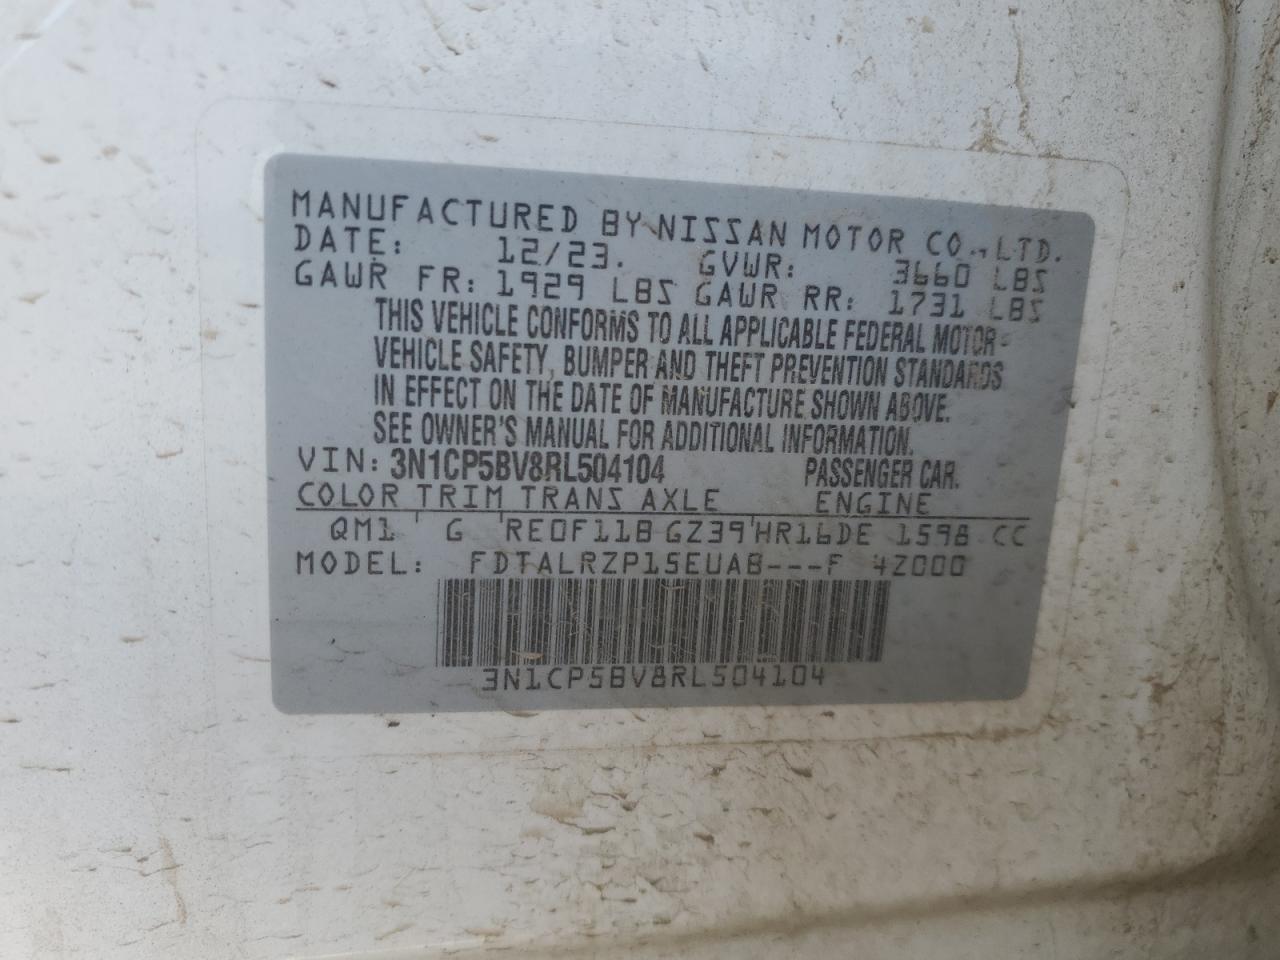 MANUFACTURED BY NISSAN MOTOR CO., LTD.
DATE: 12/23. GVWR: 3660 LBS
GAWR FR: 1929 LBS GAWR RR: 1731 LBS
THIS VEHICLE CONFORMS TO ALL APPLICABLE FEDERAL MOTOR
VEHICLE SAFETY, BUMPER AND THEFT PREVENTION STANDARDS
IN EFFECT ON THE DATE OF MANUFACTURE SHOWN ABOVE.
SEE OWNER'S MANUAL FOR ADDITIONAL INFORMATION.
VIN: 3N1CP5BV8RL504104 PASSENGER CAR.
COLOR TRIM TRANS AXLE ENGINE
QM1 G RE0F11B GZ39 HR16DE 1598 CC
MODEL: FDTALRZP15EUAB---F 4Z000
3N1CP5BV8RL504104